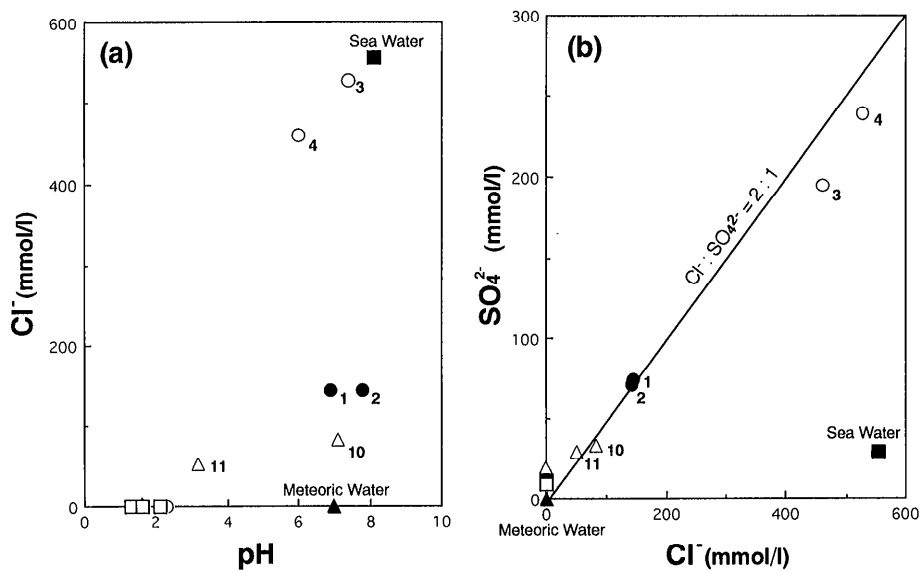 (a)
600
400
200
0
Cl⁻ (mmol/l)
Sea Water
3
4
1
2
10
11
Meteoric Water
0
2
4
6
8
10
pH
(b)
300
200
100
0
SO₄²⁻ (mmol/l)
4
3
Cl⁻ : SO₄²⁻ = 2 : 1
1
2
Sea Water
10
11
Meteoric Water
0
200
400
600
Cl⁻ (mmol/l)